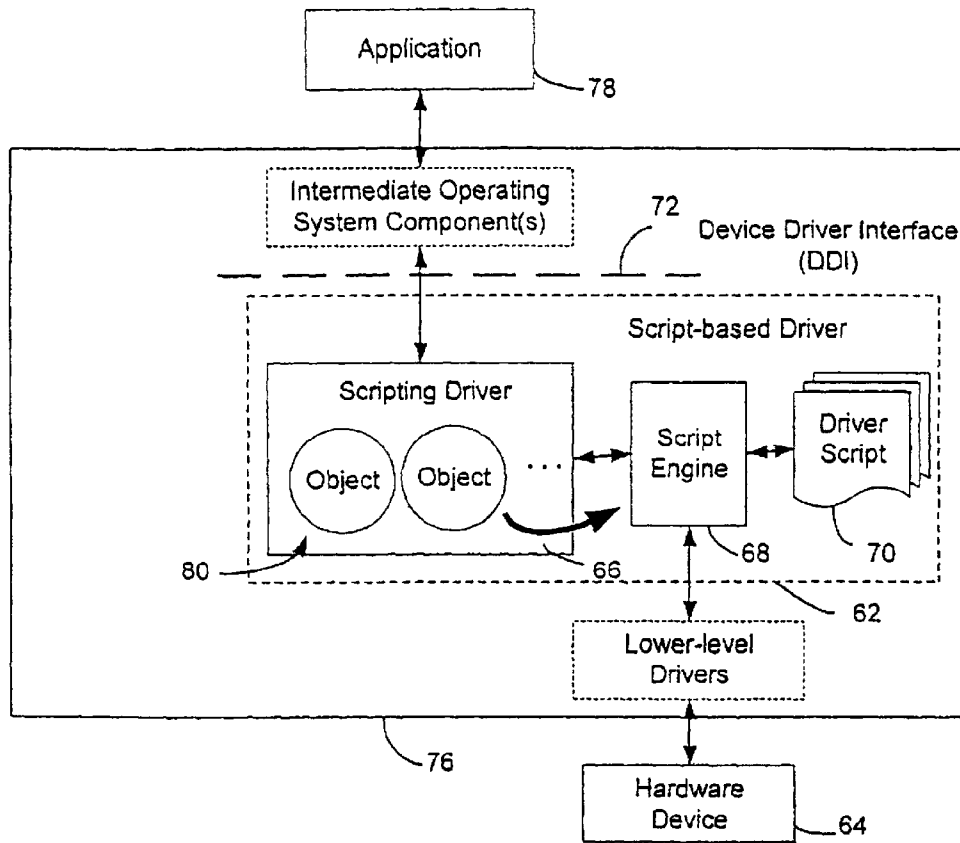 Application
78
Intermediate Operating
System Component(s)
72
Device Driver Interface
(DDI)
Script-based Driver
Scripting Driver
Object
Object
...
Script
Engine
Driver
Script
80
66
68
70
62
Lower-level
Drivers
76
Hardware
Device
64